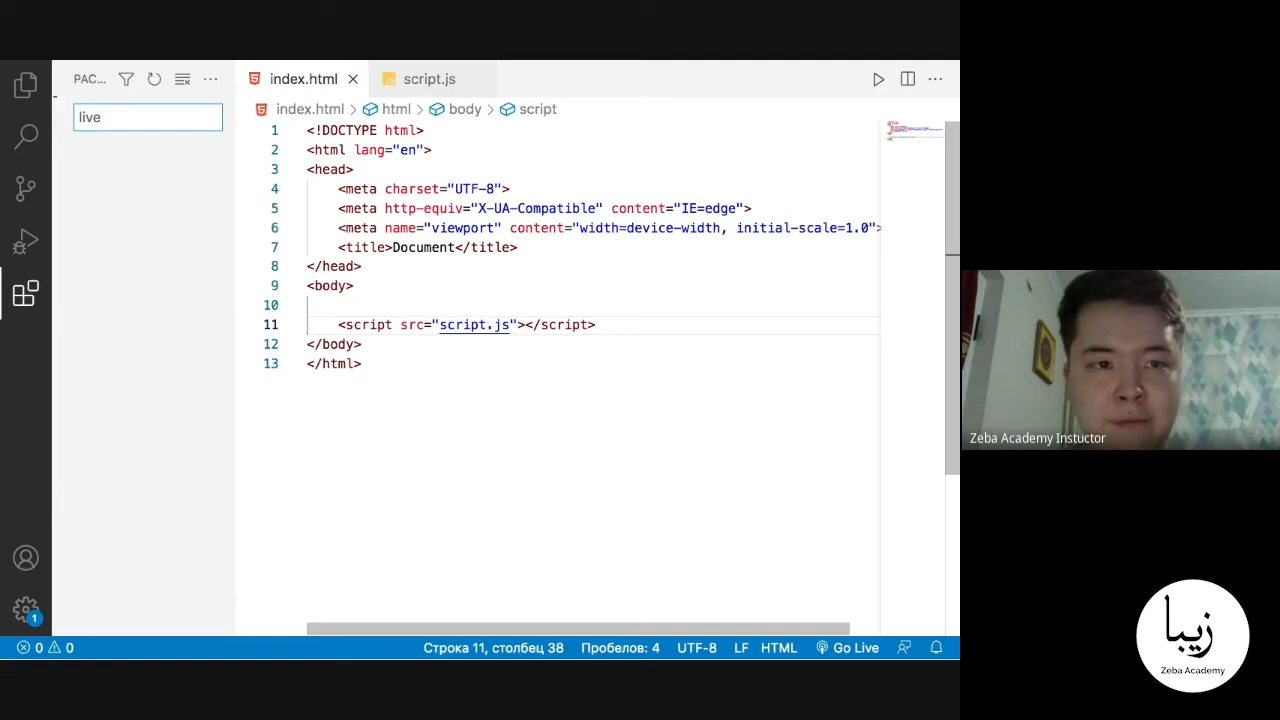 РАС...
live
index.html
script.js
index.html > html > body > script
1 <!DOCTYPE html>
2 <html lang="en">
3 <head>
4 <meta charset="UTF-8">
5 <meta http-equiv="X-UA-Compatible" content="IE=edge">
6 <meta name="viewport" content="width=device-width, initial-scale=1.0">
7 <title>Document</title>
8 </head>
9 <body>
10
11 <script src="script.js"></script>
12 </body>
13 </html>
1
0 0
Строка 11, столбец 38 Пробелов: 4 UTF-8 LF HTML Go Live
Zeba Academy Instuctor
زيبا
Zeba Academy